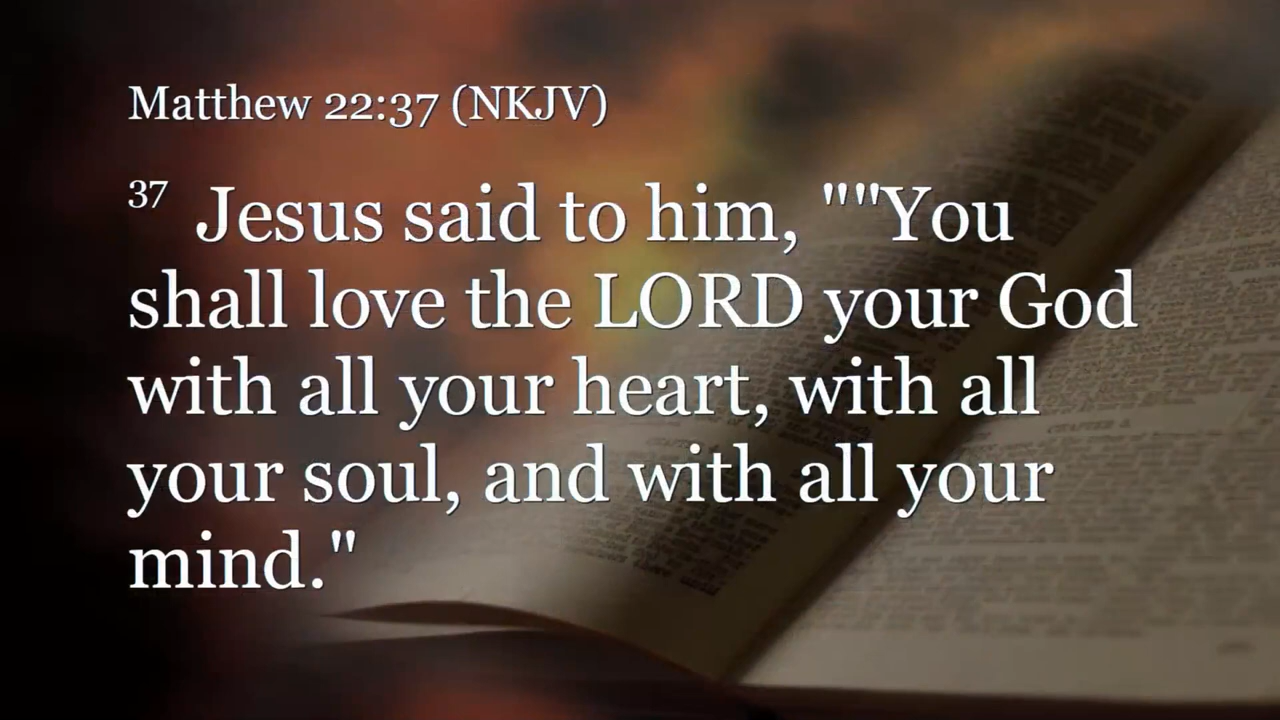 Matthew 22:37 (NKJV)
37 Jesus said to him, ""You
shall love the LORD your God
with all your heart, with all
your soul, and with all your
mind."